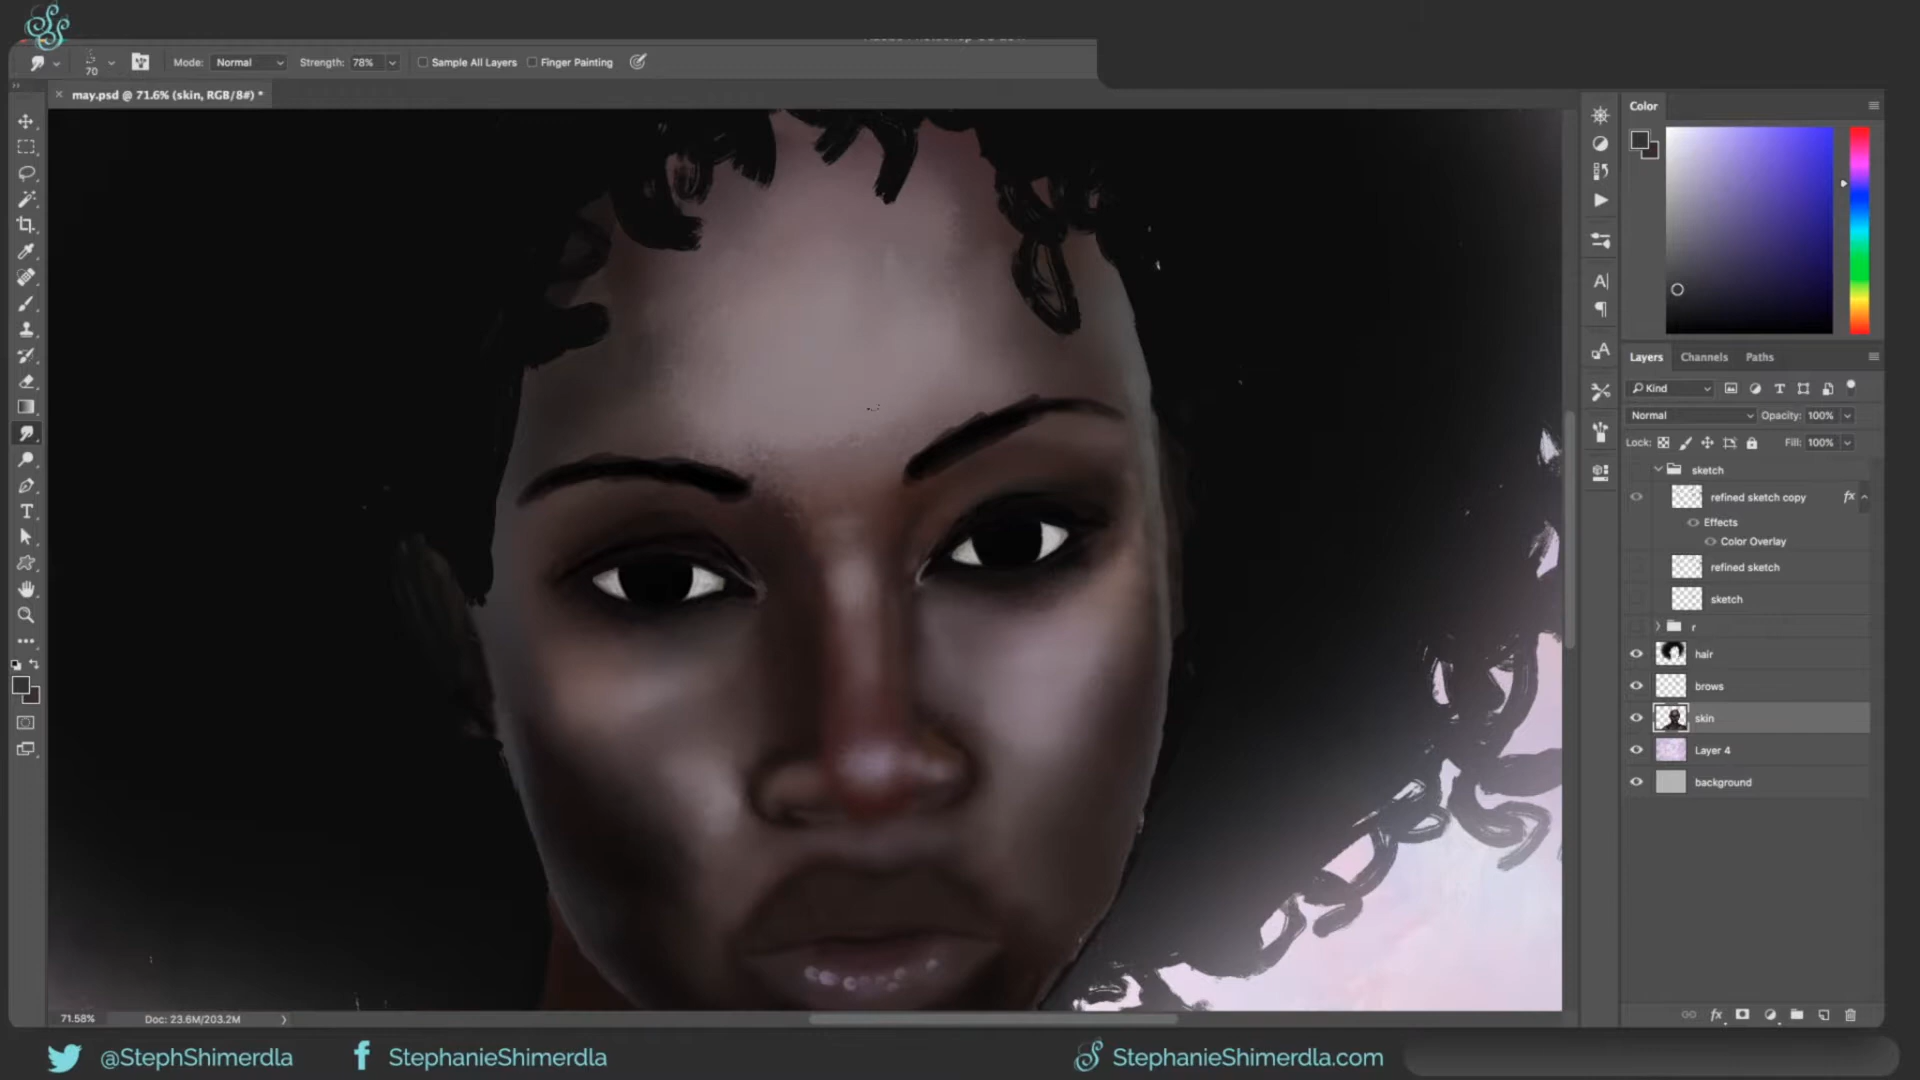 70
Mode: Normal
Strength: 78%
Sample All Layers
Finger Painting
may.psd @ 71.6% (skin, RGB/8#) *
Color
Layers Channels Paths
Kind
Normal
Opacity: 100%
Lock:
Fill: 100%
sketch
refined sketch copy
fx
Effects
Color Overlay
refined sketch
sketch
r
hair
brows
skin
Layer 4
background
71.58%
Doc: 23.6M/203.2M
@StephShimerdla
StephanieShimerdla
StephanieShimerdla.com